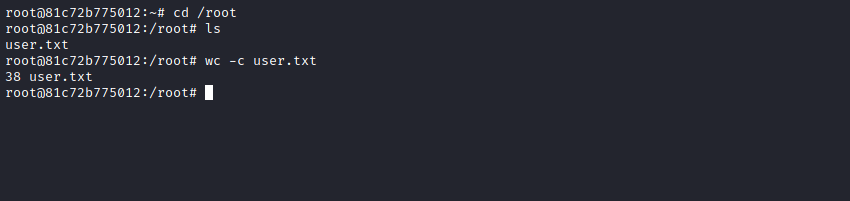 root@81c72b775012:~# cd /root
root@81c72b775012:/root# ls
user.txt
root@81c72b775012:/root# wc -c user.txt
38 user.txt
root@81c72b775012:/root#